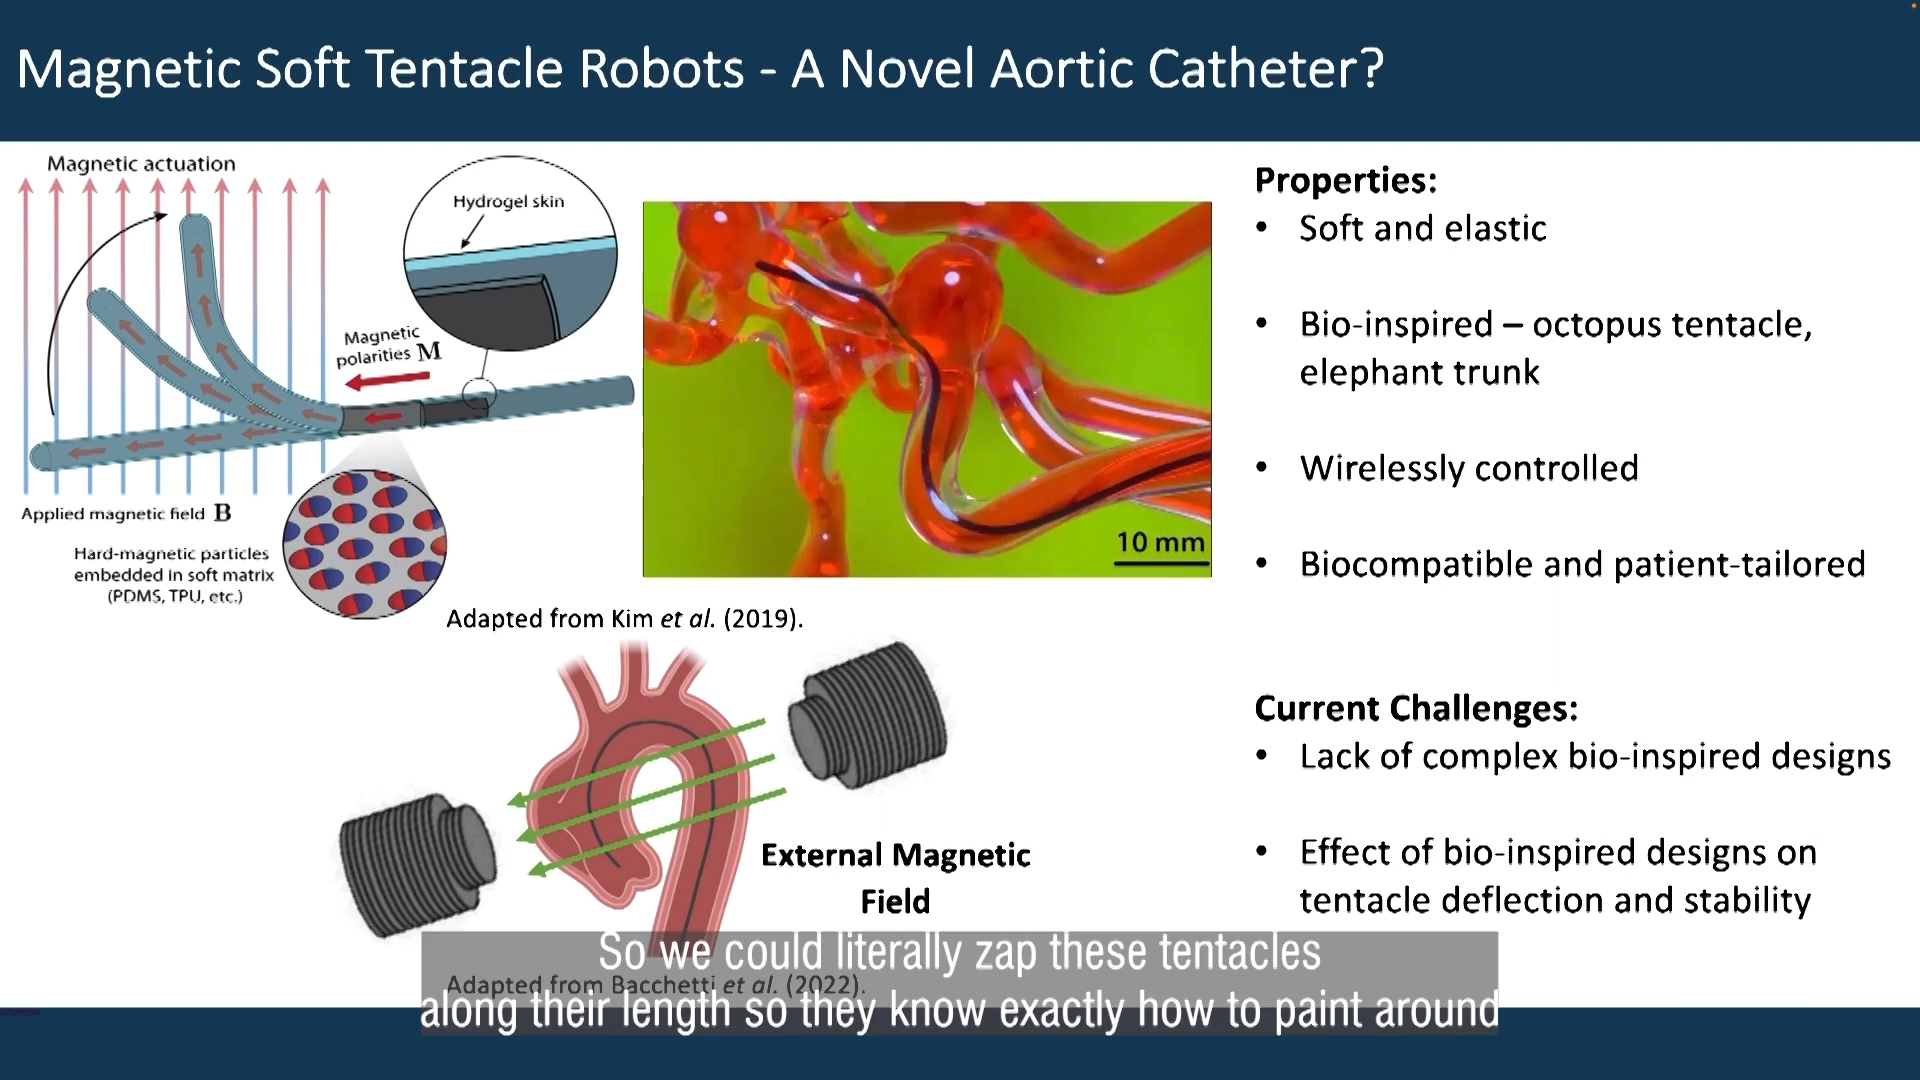 Magnetic Soft Tentacle Robots - A Novel Aortic Catheter?
Magnetic actuation
Hydrogel skin
Magnetic
polarities M
Applied magnetic field B
Hard-magnetic particles
embedded in soft matrix
(PDMS, TPU, etc.)
10 mm
Adapted from Kim et al. (2019).
External Magnetic
Field
Adapted from Bacchetti et al. (2022).
Properties:
• Soft and elastic
• Bio-inspired – octopus tentacle,
elephant trunk
• Wirelessly controlled
• Biocompatible and patient-tailored
Current Challenges:
• Lack of complex bio-inspired designs
• Effect of bio-inspired designs on
tentacle deflection and stability
So we could literally zap these tentacles
along their length so they know exactly how to paint around